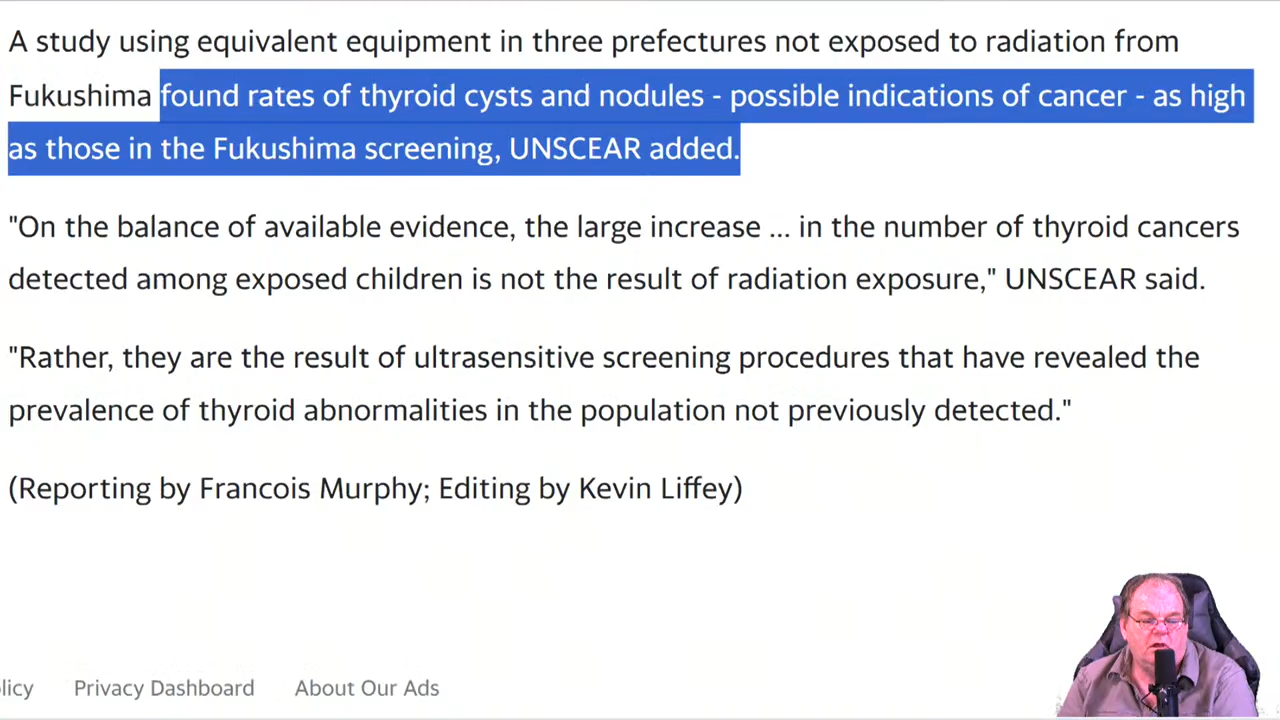 A study using equivalent equipment in three prefectures not exposed to radiation from
Fukushima found rates of thyroid cysts and nodules - possible indications of cancer - as high
as those in the Fukushima screening, UNSCEAR added.
"On the balance of available evidence, the large increase ... in the number of thyroid cancers
detected among exposed children is not the result of radiation exposure," UNSCEAR said.
"Rather, they are the result of ultrasensitive screening procedures that have revealed the
prevalence of thyroid abnormalities in the population not previously detected."
(Reporting by Francois Murphy; Editing by Kevin Liffey)
licy Privacy Dashboard About Our Ads